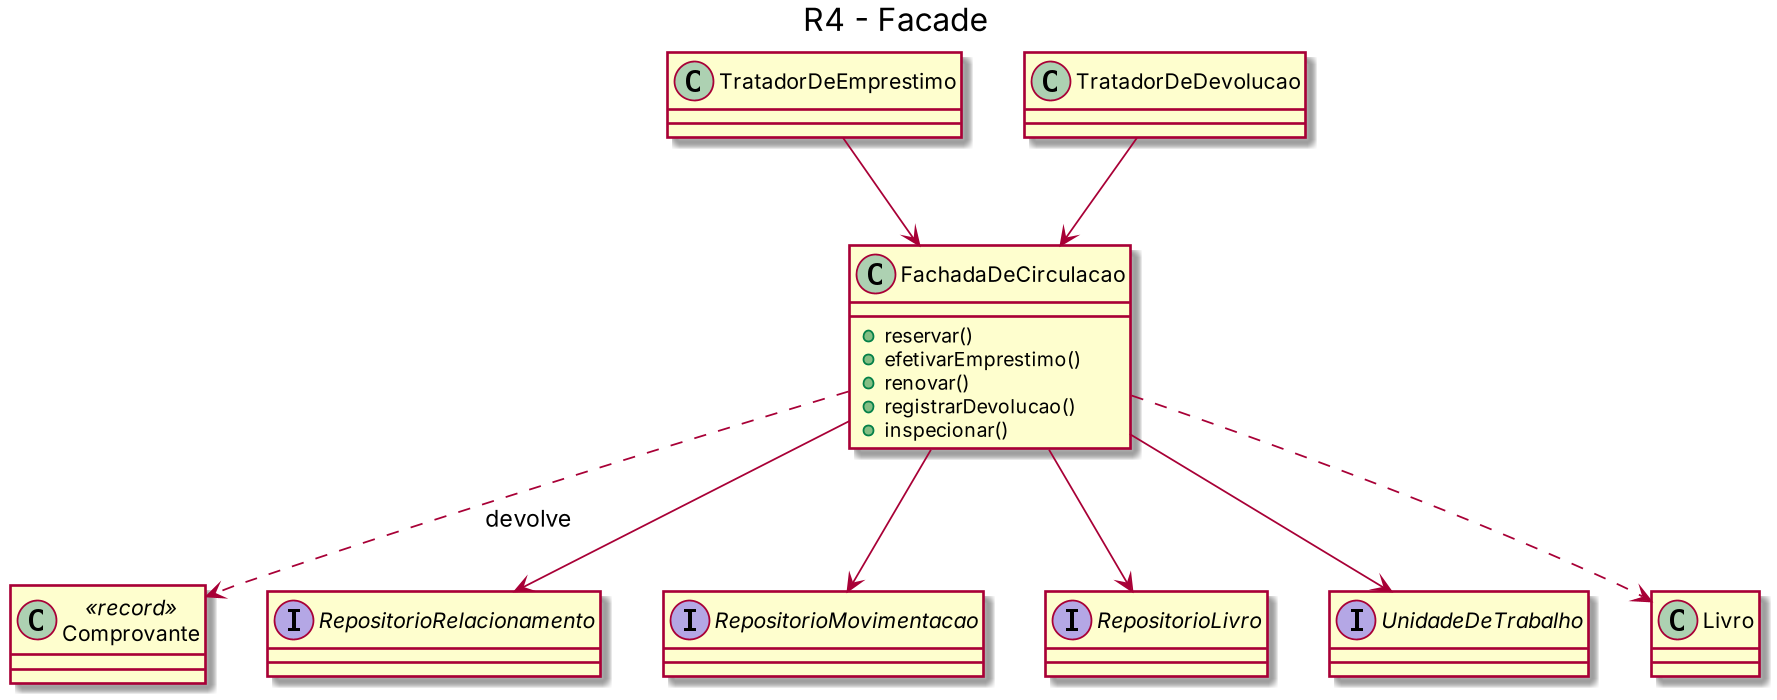 R4 - Facade
C TratadorDeEmprestimo
C TratadorDeDevolucao
C FachadaDeCirculacao
reservar()
efetivarEmprestimo()
renovar()
registrarDevolucao()
inspecionar()
devolve
C «record»
Comprovante
I RepositorioRelacionamento
I RepositorioMovimentacao
I RepositorioLivro
I UnidadeDeTrabalho
C Livro